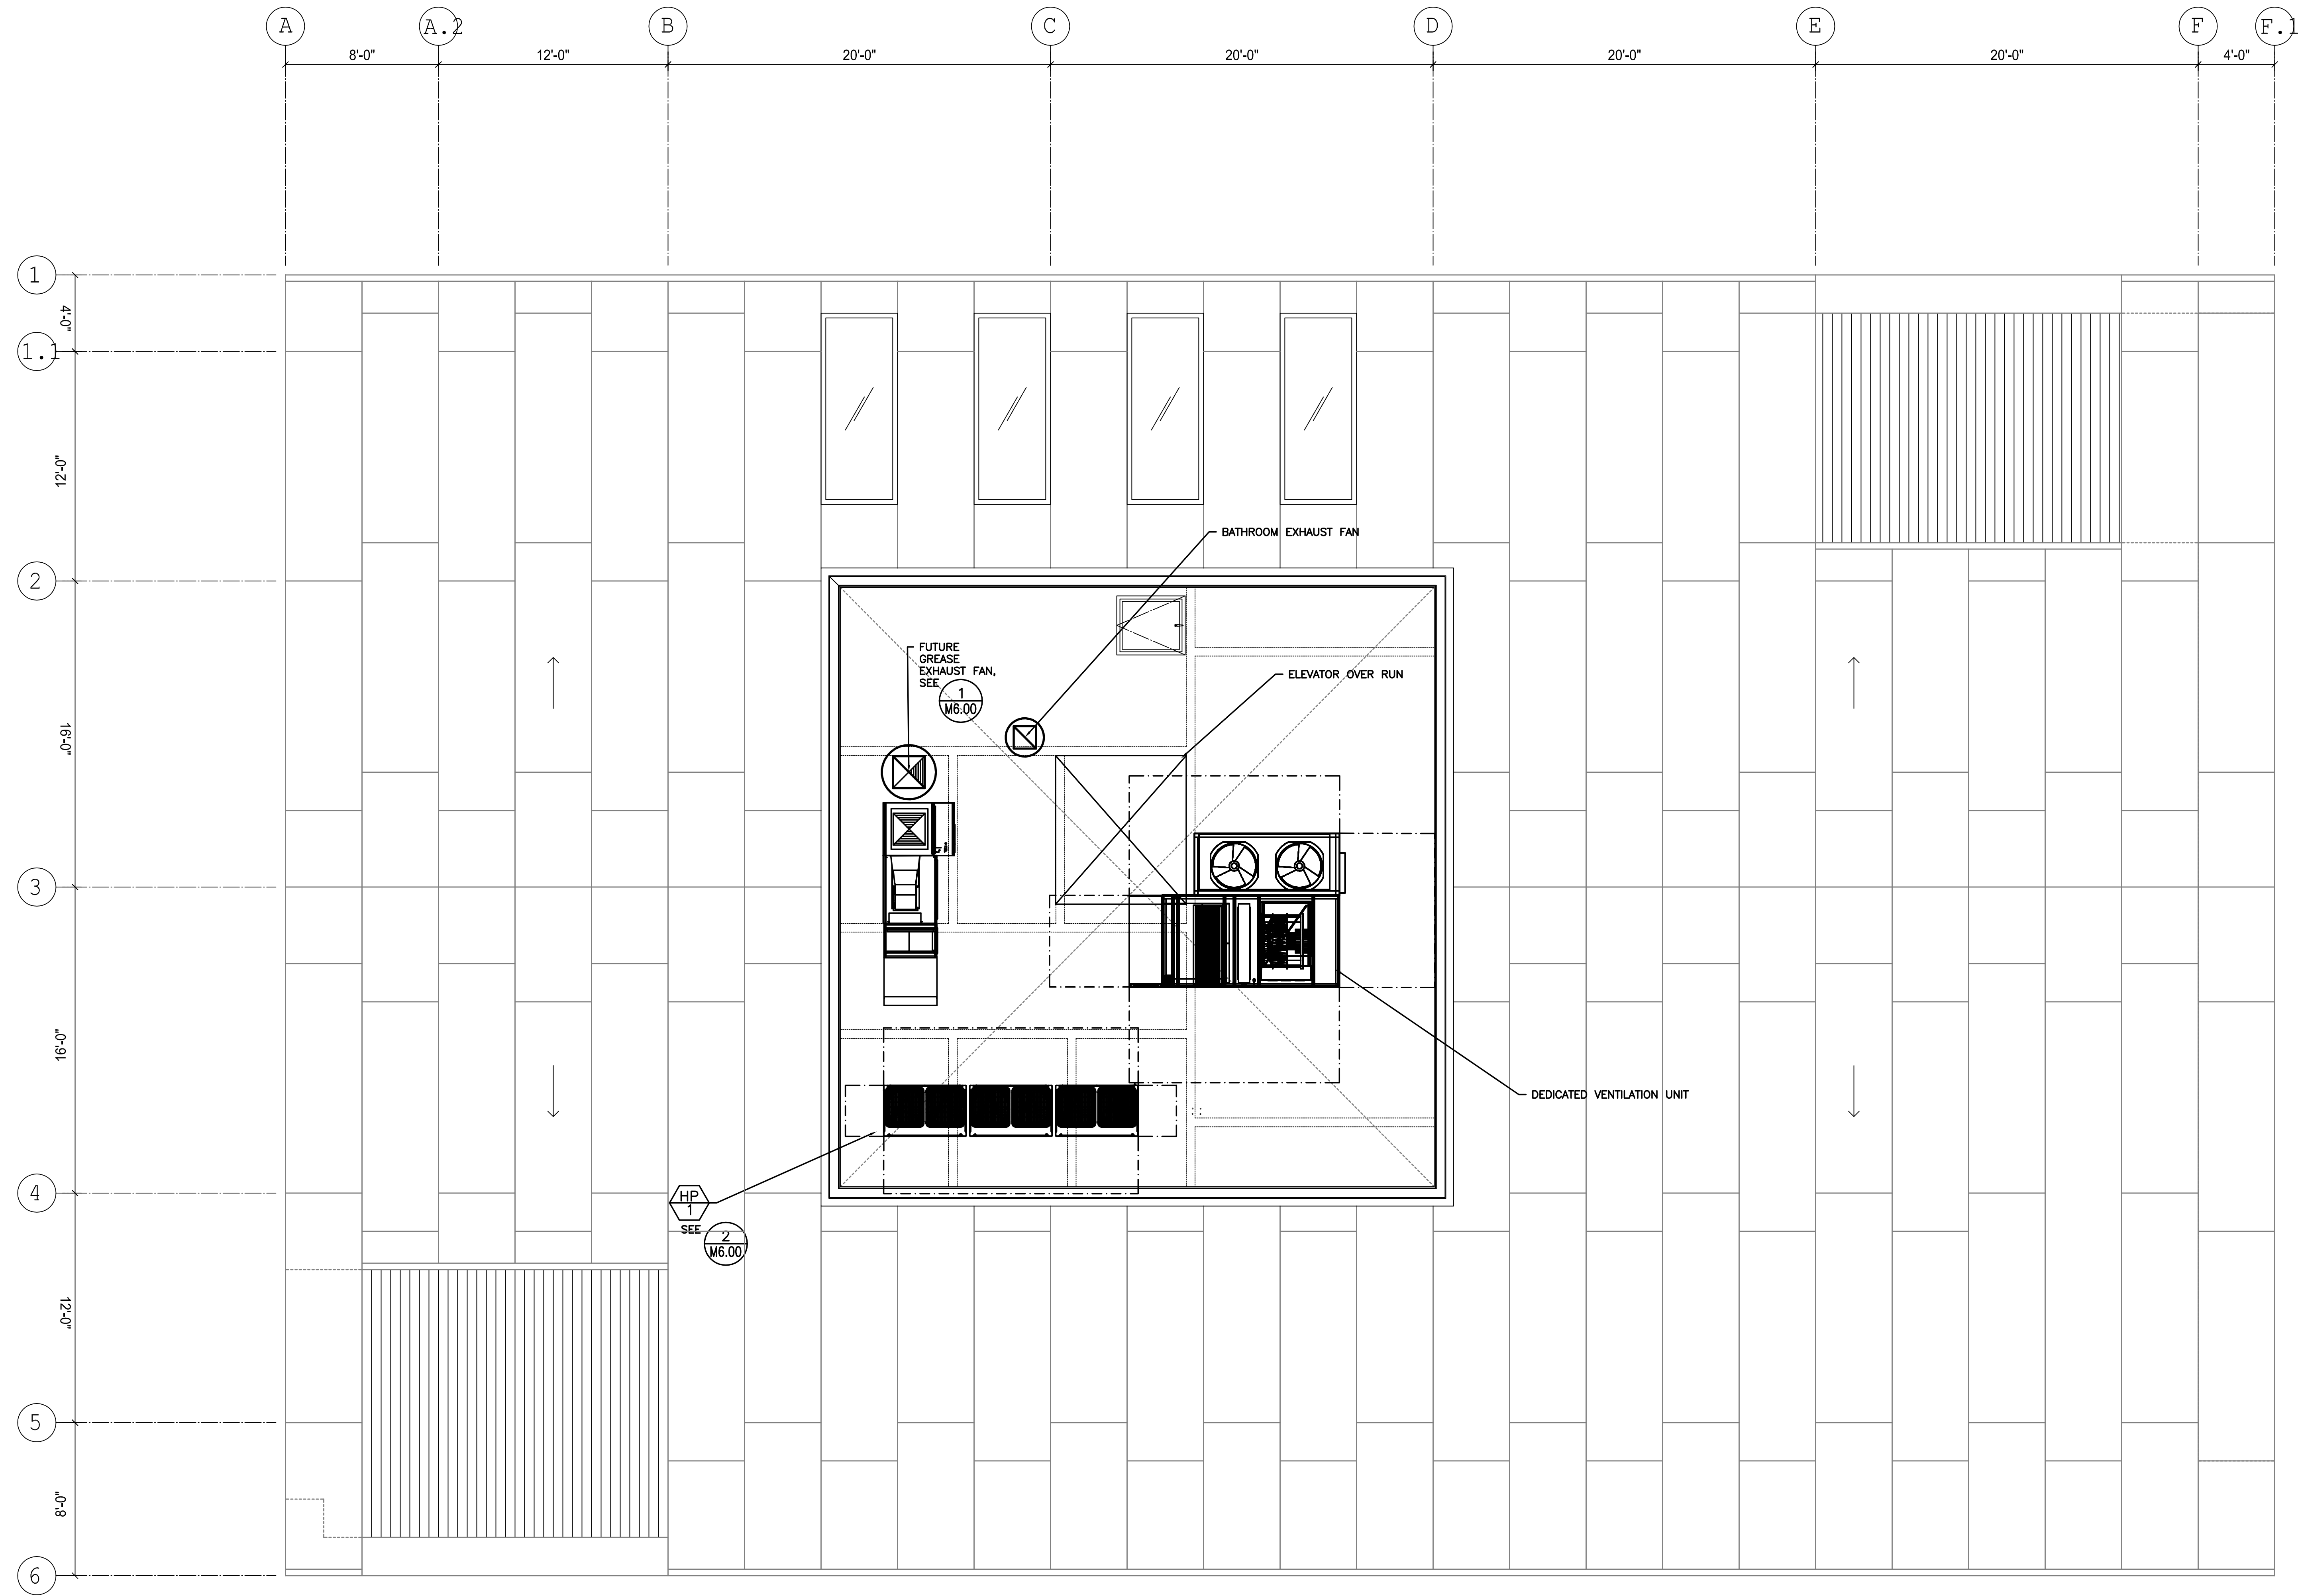 A
A.2
B
C
D
E
F
F.1
8'-0"
12'-0"
20'-0"
20'-0"
20'-0"
20'-0"
4'-0"
1
4'-0"
1.1
12'-0"
2
BATHROOM EXHAUST FAN
FUTURE
GREASE
EXHAUST FAN,
SEE
1
M6.00
ELEVATOR OVER RUN
16'-0"
3
16'-0"
DEDICATED VENTILATION UNIT
4
HP
1
SEE
2
M6.00
12'-0"
5
8'-0"
6